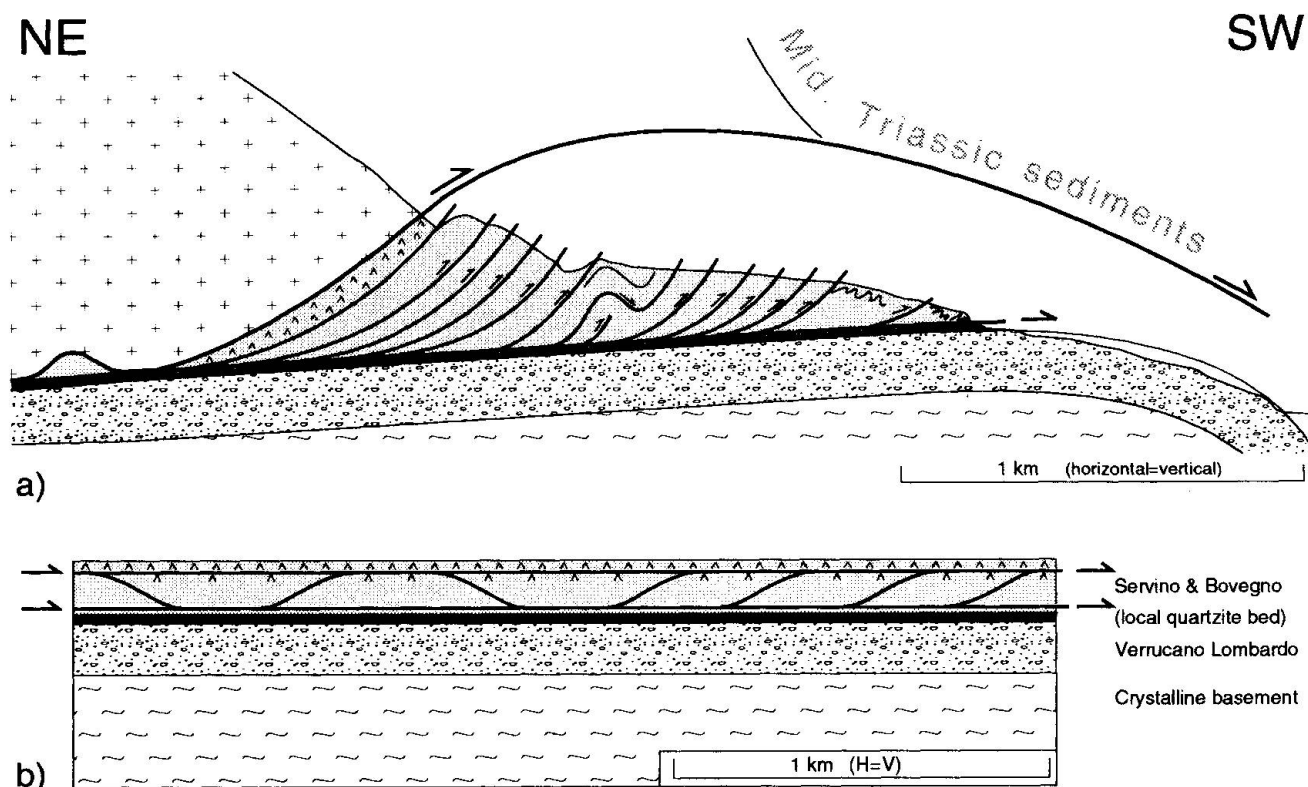 NE
SW
Mid. Triassic sediments
1 km (horizontal=vertical)
a)
Servino & Bovegno
(local quartzite bed)
Verrucano Lombardo
Crystalline basement
1 km (H=V)
b)